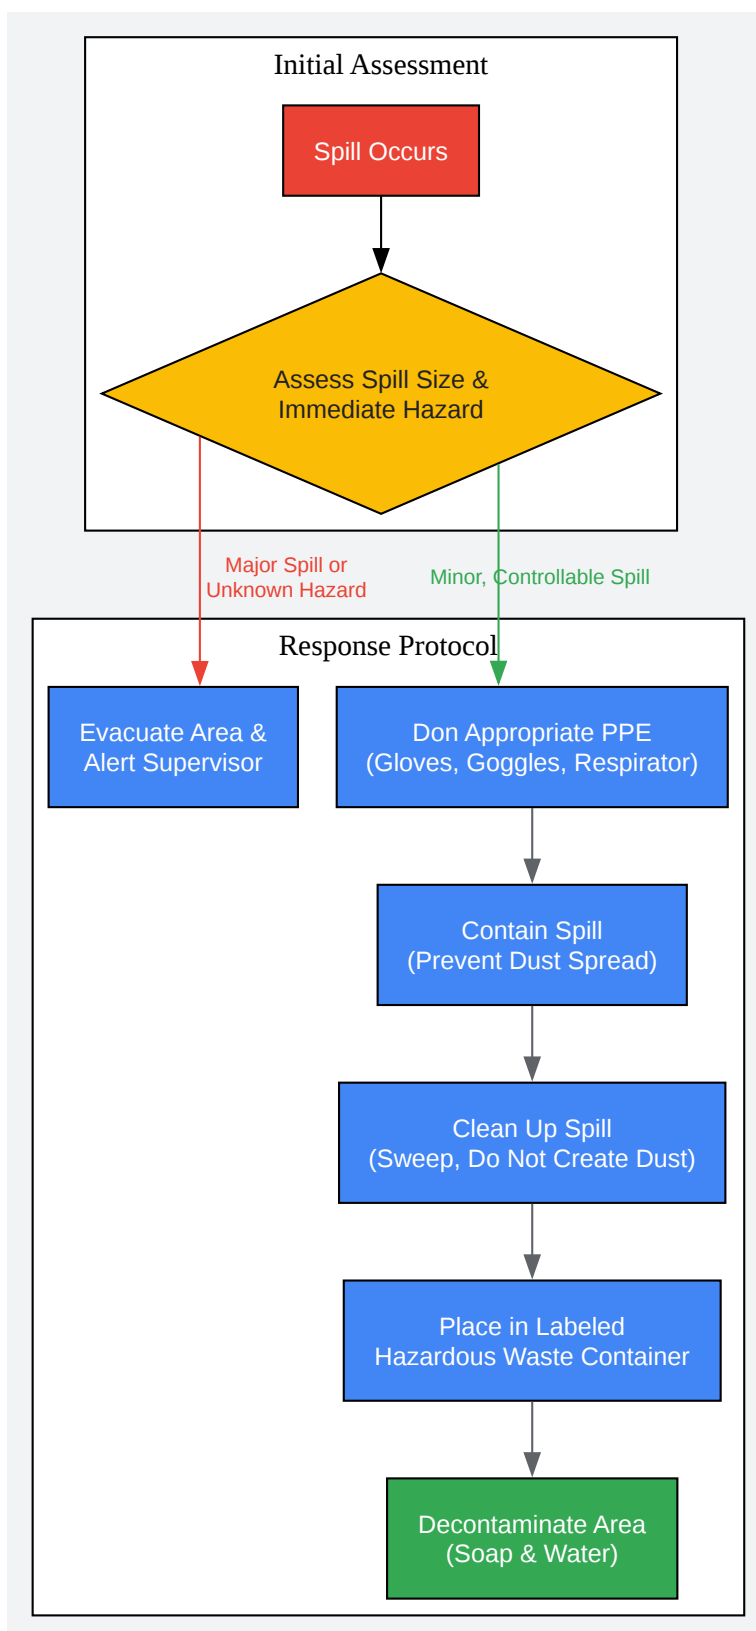 Initial Assessment
Spill Occurs
Assess Spill Size &
Immediate Hazard
Major Spill or
Unknown Hazard
Minor, Controllable Spill
Response Protocol
Evacuate Area &
Alert Supervisor
Don Appropriate PPE
(Gloves, Goggles, Respirator)
Contain Spill
(Prevent Dust Spread)
Clean Up Spill
(Sweep, Do Not Create Dust)
Place in Labeled
Hazardous Waste Container
Decontaminate Area
(Soap & Water)